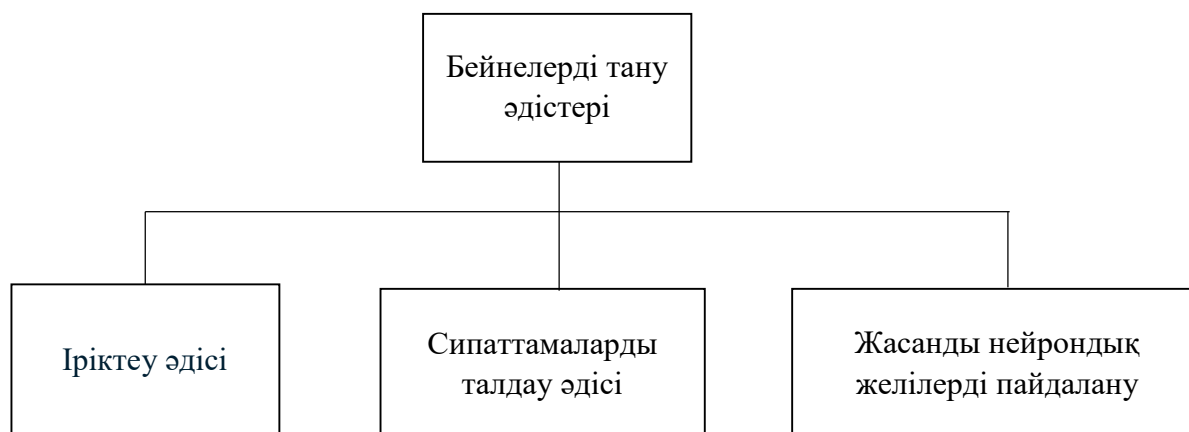 Бейнелерді тану
әдістері
Іріктеу әдісі
Сипаттамаларды
талдау әдісі
Жасанды нейрондық
желілерді пайдалану